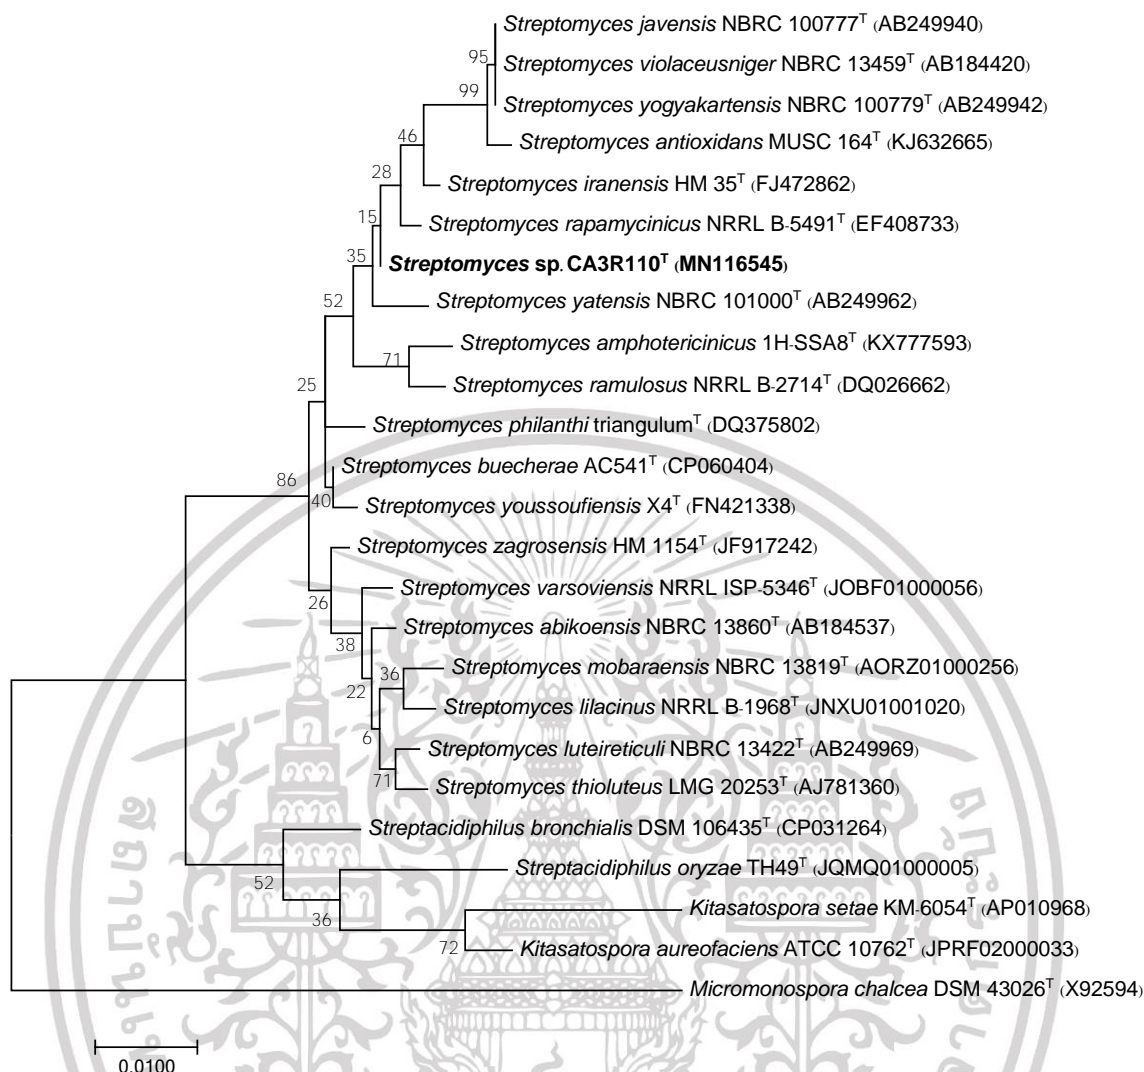 Streptomyces javensis NBRC 100777ᵀ (AB249940)
95
Streptomyces violaceusniger NBRC 13459ᵀ (AB184420)
99
Streptomyces yogyakartensis NBRC 100779ᵀ (AB249942)
46
Streptomyces antioxidans MUSC 164ᵀ (KJ632665)
28
Streptomyces iranensis HM 35ᵀ (FJ472862)
15
Streptomyces rapamycinicus NRRL B-5491ᵀ (EF408733)
35
Streptomyces sp. CA3R110ᵀ (MN116545)
52
Streptomyces yatensis NBRC 101000ᵀ (AB249962)
Streptomyces amphotericinicus 1H-SSA8ᵀ (KX777593)
71
25
Streptomyces ramulosus NRRL B-2714ᵀ (DQ026662)
Streptomyces philanthi triangulumᵀ (DQ375802)
Streptomyces buecherae AC541ᵀ (CP060404)
86
40
Streptomyces youssoufiensis X4ᵀ (FN421338)
Streptomyces zagrosensis HM 1154ᵀ (JF917242)
Streptomyces varsoviensis NRRL ISP-5346ᵀ (JOBF01000056)
26
Streptomyces abikoensis NBRC 13860ᵀ (AB184537)
38
Streptomyces mobaraensis NBRC 13819ᵀ (AORZ01000256)
36
22
Streptomyces lilacinus NRRL B-1968ᵀ (JNXU01001020)
6
Streptomyces luteireticuli NBRC 13422ᵀ (AB249969)
71
Streptomyces thioluteus LMG 20253ᵀ (AJ781360)
Streptacidiphilus bronchialis DSM 106435ᵀ (CP031264)
52
Streptacidiphilus oryzae TH49ᵀ (JQMQ01000005)
36
Kitasatospora setae KM-6054ᵀ (AP010968)
72
Kitasatospora aureofaciens ATCC 10762ᵀ (JPRF02000033)
Micromonospora chalcea DSM 43026ᵀ (X92594)
0.0100